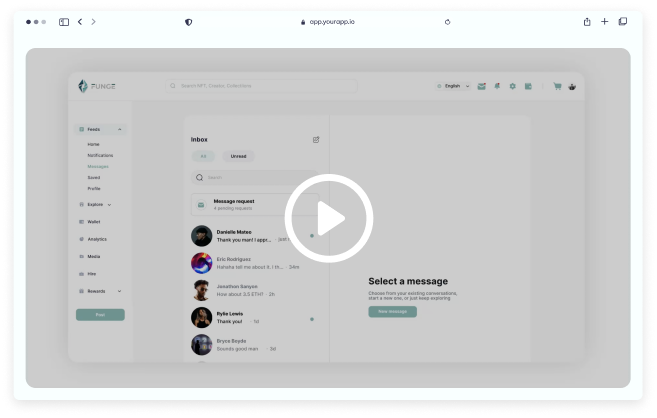 app.yourapp.io
FUNGE
Search NFT, Creator, Collections
English
Feeds
Home
Notifications
Messages
Saved
Profile
Explore
Wallet
Analytics
Media
Hire
Rewards
Post
Inbox
All
Unread
Search
Message request
4 pending requests
Danielle Mateo
Thank you man! I appr... · just
Eric Rodriguez
Hahaha tell me about it. I th... · 34m
Jonathan Sanyon
How about 3.5 ETH? · 2h
Rylie Lewis
Thank you! · 1d
Bryce Boyde
Sounds good man · 3d
Select a message
Choose from your existing conversations,
start a new one, or just keep exploring
New message